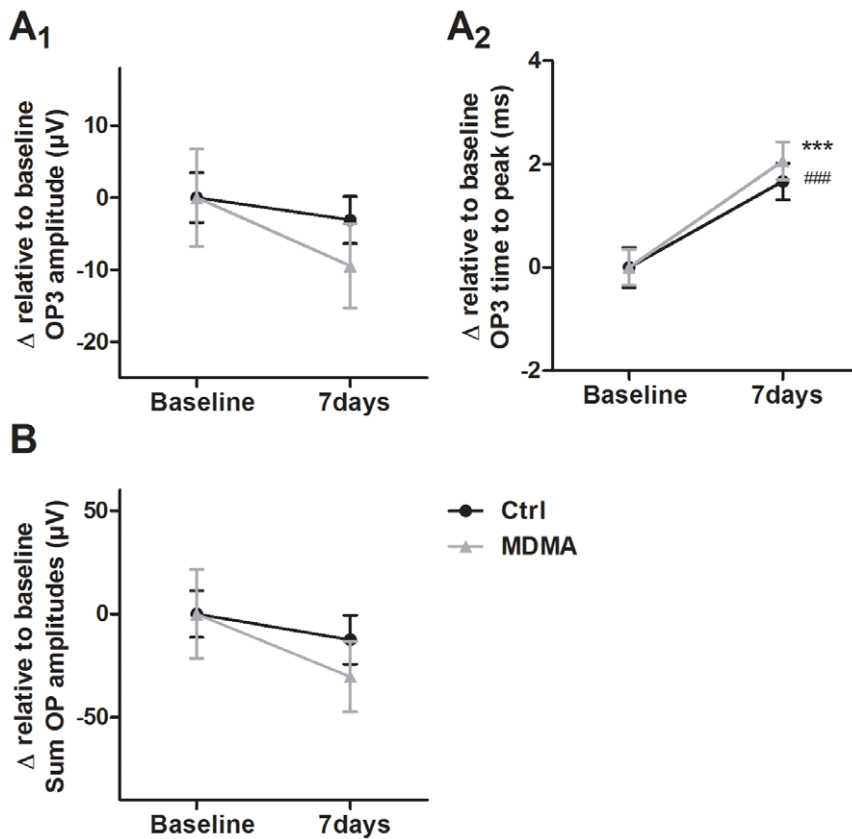 A1
Δ relative to baseline
OP3 amplitude (µV)
10
0
-10
-20
Baseline
7days
A2
Δ relative to baseline
OP3 time to peak (ms)
4
2
0
-2
***
###
Baseline
7days
B
Δ relative to baseline
Sum OP amplitudes (µV)
50
0
-50
Baseline
7days
Ctrl
MDMA